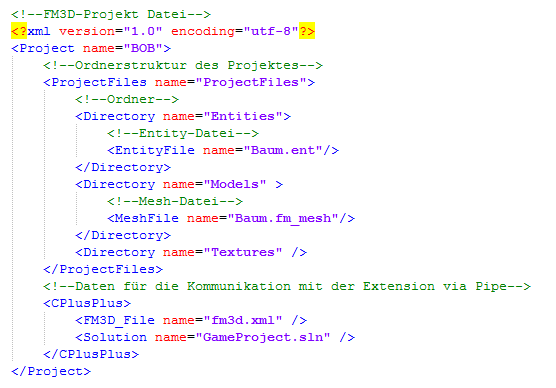 <!--FM3D-Projekt Datei-->
<?xml version="1.0" encoding="utf-8"?>
<Project name="BOB">
    <!--Ordnerstruktur des Projektes-->
    <ProjectFiles name="ProjectFiles">
        <!--Ordner-->
        <Directory name="Entities">
            <!--Entity-Datei-->
            <EntityFile name="Baum.ent"/>
        </Directory>
        <Directory name="Models" >
            <!--Mesh-Datei-->
            <MeshFile name="Baum.fm_mesh"/>
        </Directory>
        <Directory name="Textures" />
    </ProjectFiles>
    <!--Daten für die Kommunikation mit der Extension via Pipe-->
    <CPlusPlus>
        <FM3D_File name="fm3d.xml" />
        <Solution name="GameProject.sln" />
    </CPlusPlus>
</Project>